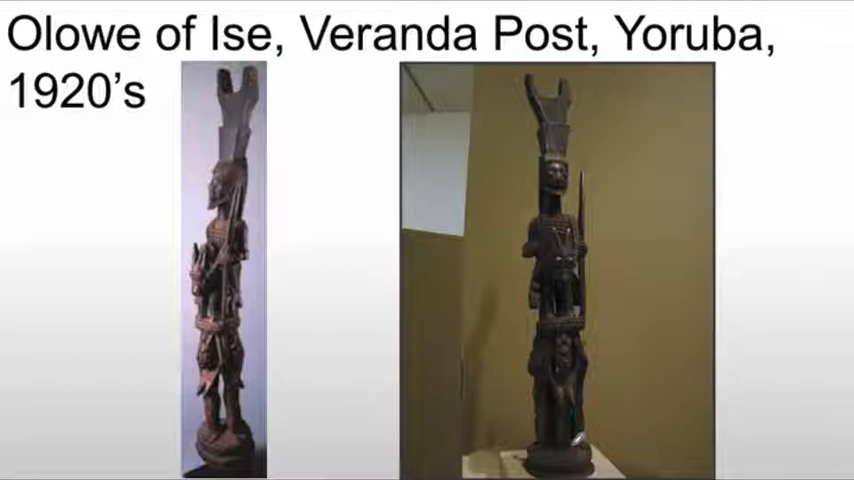 Olowe of Ise, Veranda Post, Yoruba,
1920’s